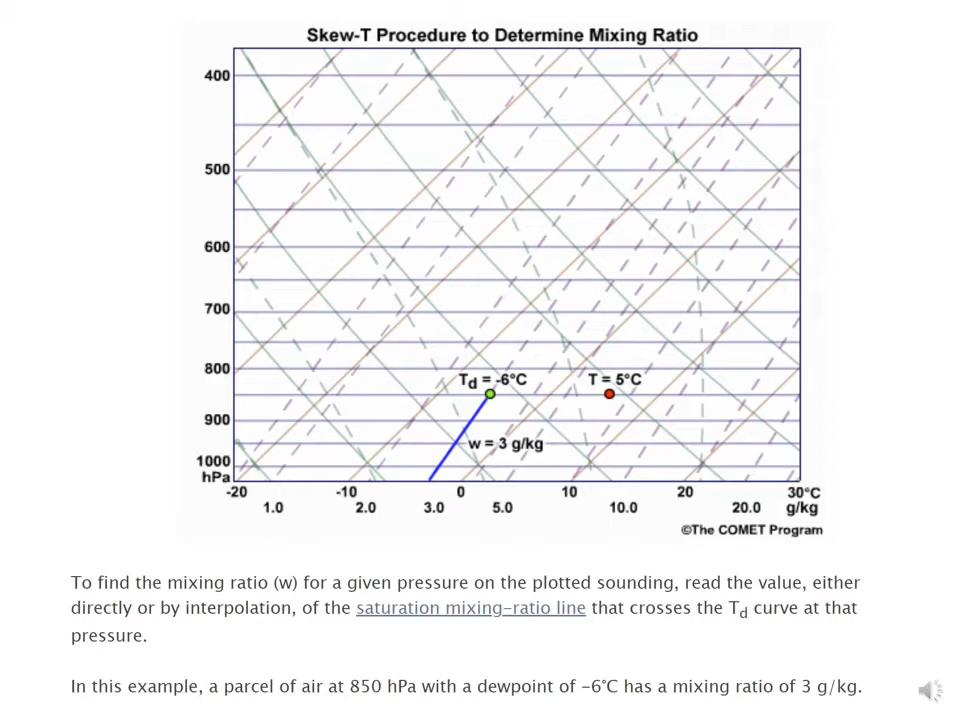 Skew-T Procedure to Determine Mixing Ratio
400
500
600
700
800
Td = -6°C T = 5°C
900
w = 3 g/kg
1000
hPa
-20 -10 0 10 20 30°C
1.0 2.0 3.0 5.0 10.0 20.0 g/kg
©The COMET Program
To find the mixing ratio (w) for a given pressure on the plotted sounding, read the value, either
directly or by interpolation, of the saturation mixing-ratio line that crosses the Td curve at that
pressure.
In this example, a parcel of air at 850 hPa with a dewpoint of -6°C has a mixing ratio of 3 g/kg.